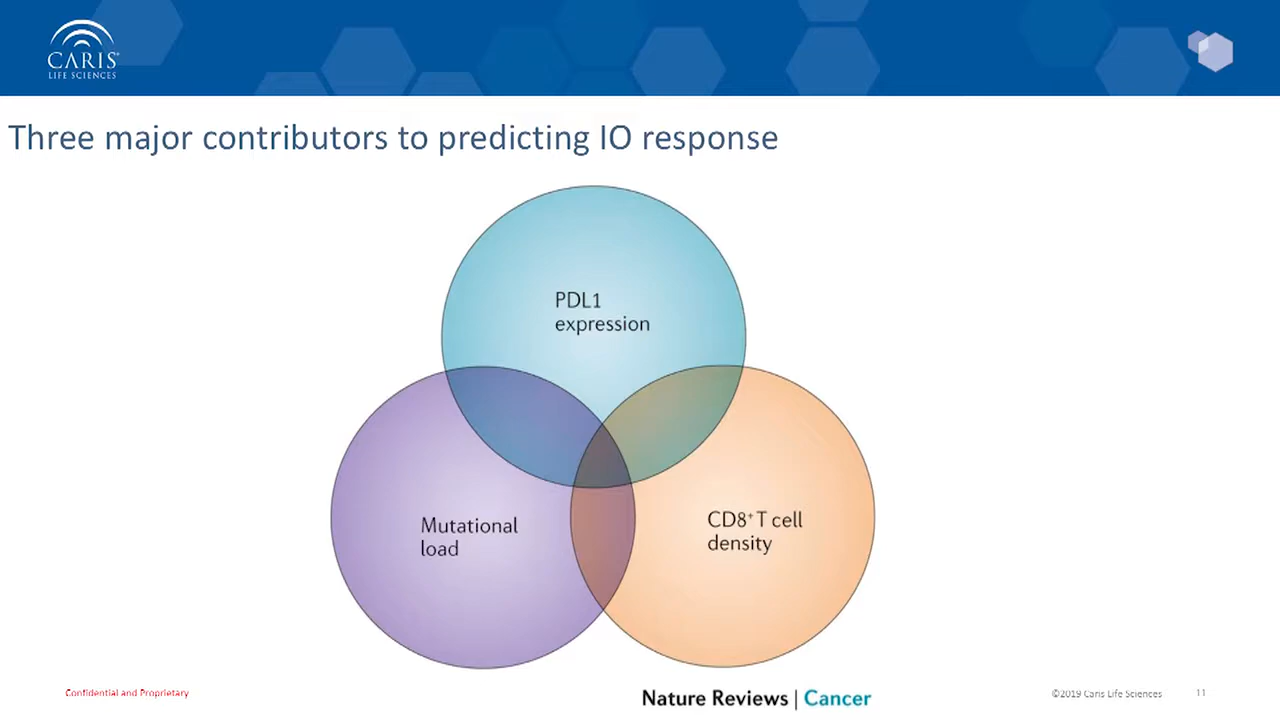 CARIS
LIFE SCIENCES
Three major contributors to predicting IO response
PDL1
expression
Mutational
load
CD8⁺ T cell
density
Confidential and Proprietary
Nature Reviews | Cancer
©2019 Caris Life Sciences
11